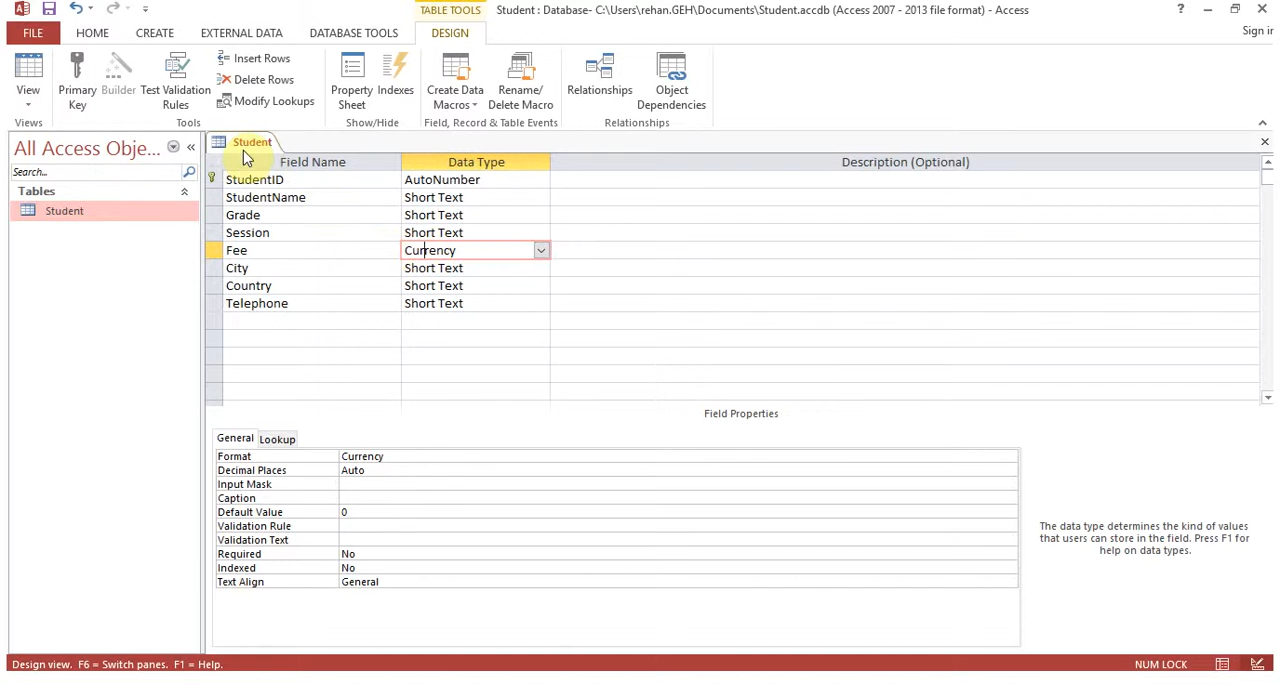 TABLE TOOLS
Student : Database- C:\Users\rehan.GEH\Documents\Student.accdb (Access 2007 - 2013 file format) - Access
?
FILE HOME CREATE EXTERNAL DATA DATABASE TOOLS DESIGN
Sign in
View
Views
Primary Key
Builder
Test Validation Rules
Insert Rows
Delete Rows
Modify Lookups
Tools
Property Sheet
Indexes
Show/Hide
Create Data Macros
Rename/ Delete Macro
Field, Record & Table Events
Relationships
Object Dependencies
Relationships
All Access Obje...
Search...
Tables
Student
Student
Field Name Data Type Description (Optional)
StudentID AutoNumber
StudentName Short Text
Grade Short Text
Session Short Text
Fee Currency
City Short Text
Country Short Text
Telephone Short Text
Field Properties
General Lookup
Format Currency
Decimal Places Auto
Input Mask
Caption
Default Value 0
Validation Rule
Validation Text
Required No
Indexed No
Text Align General
The data type determines the kind of values
that users can store in the field. Press F1 for
help on data types.
Design view. F6 = Switch panes. F1 = Help.
NUM LOCK